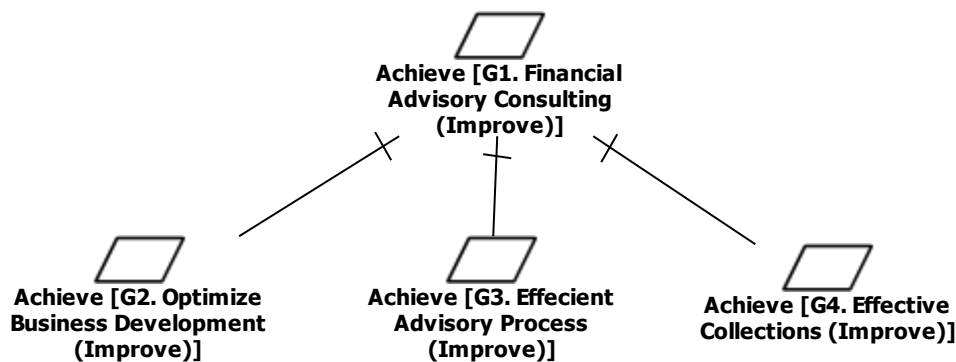 Achieve [G1. Financial
Advisory Consulting
(Improve)]
Achieve [G2. Optimize
Business Development
(Improve)]
Achieve [G3. Effecient
Advisory Process
(Improve)]
Achieve [G4. Effective
Collections (Improve)]